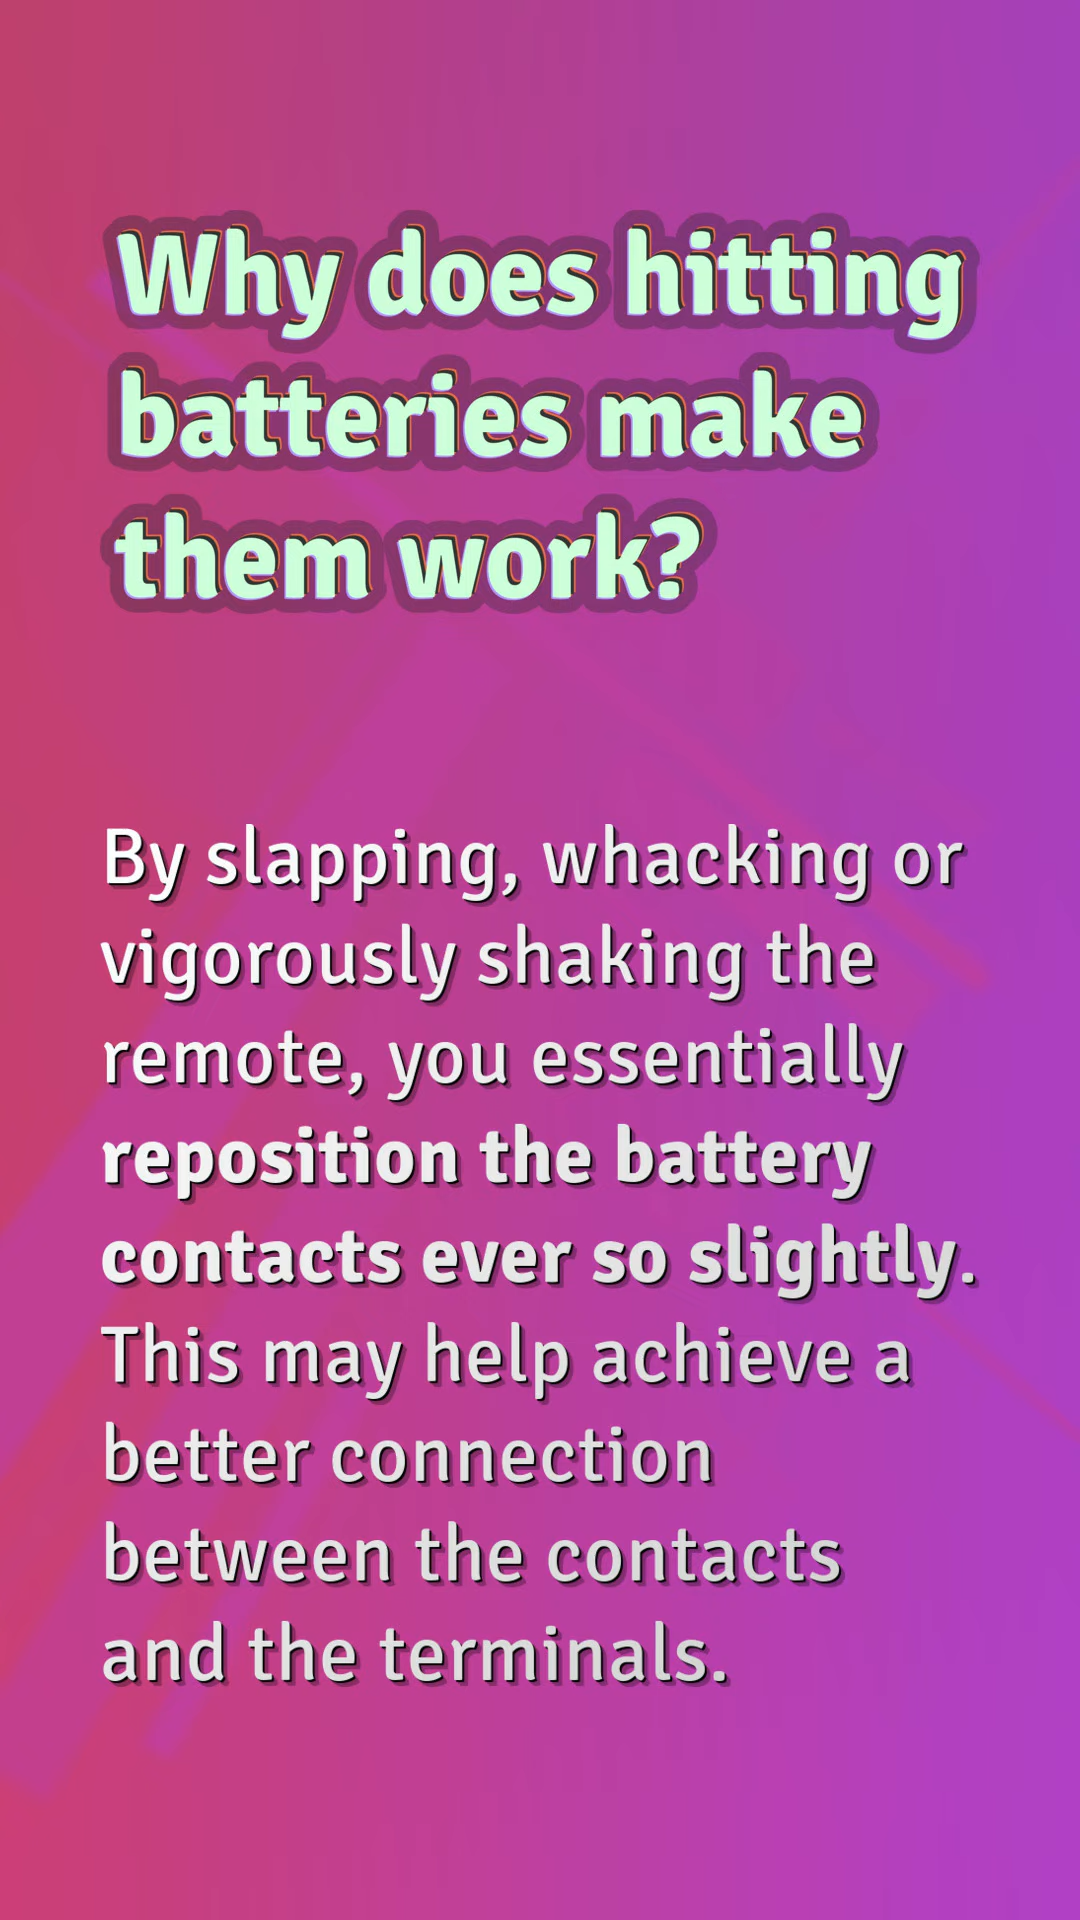 Why does hitting
batteries make
them work?
By slapping, whacking or
vigorously shaking the
remote, you essentially
reposition the battery
contacts ever so slightly.
This may help achieve a
better connection
between the contacts
and the terminals.